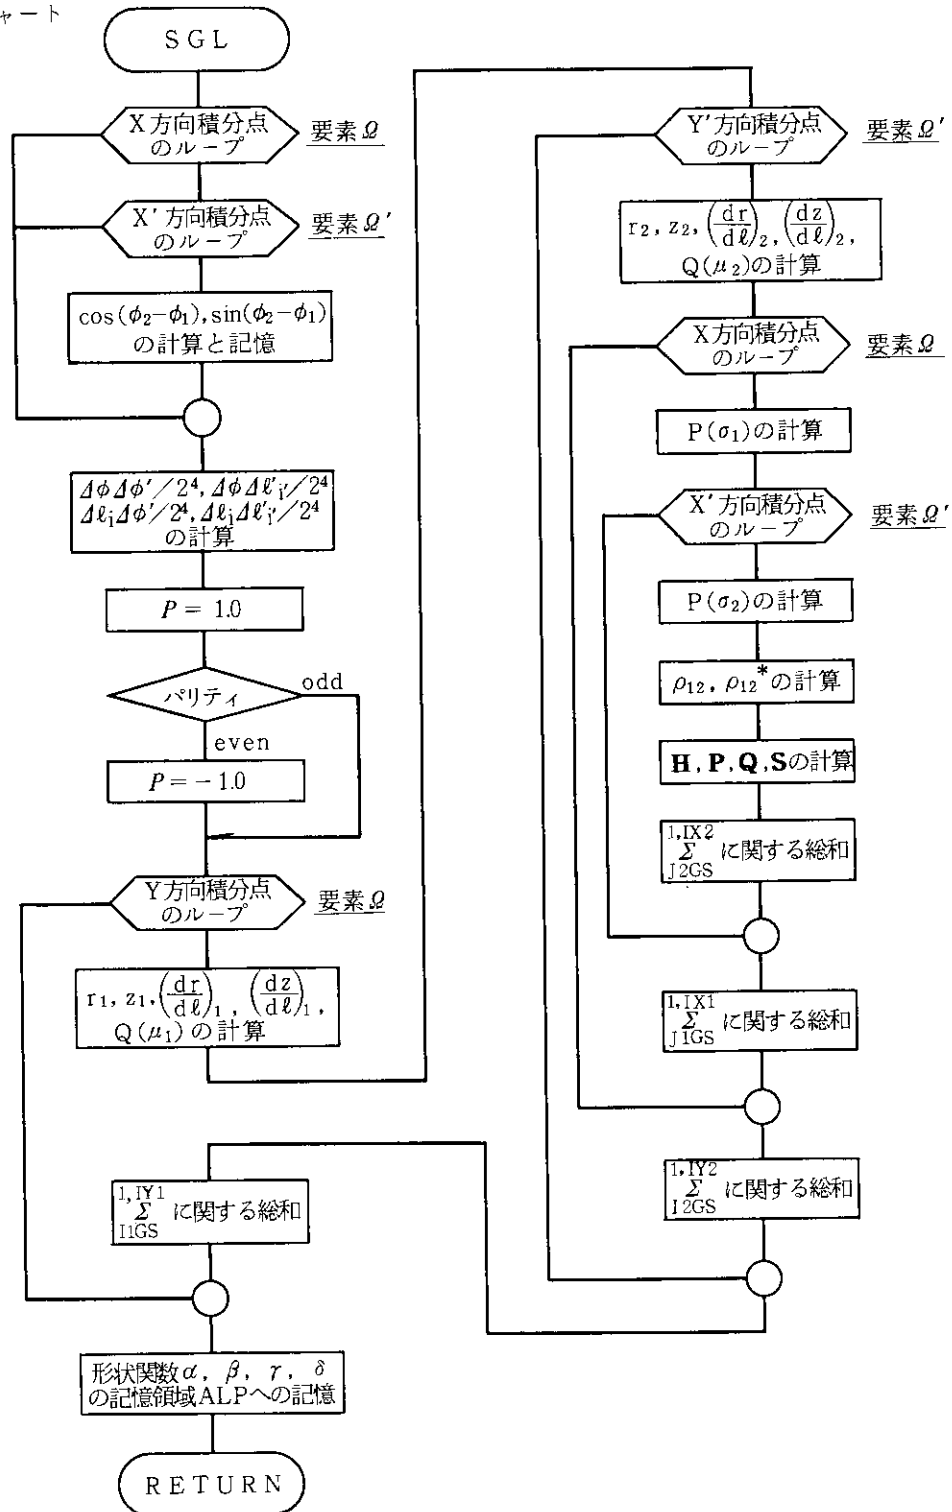 ャート
SGL
X方向積分点
のループ
要素Ω
X'方向積分点
のループ
要素Ω'
cos(φ₂−φ₁), sin(φ₂−φ₁)
の計算と記憶
ΔφΔφ'/2⁴, ΔφΔℓ'ᵢ'/2⁴
ΔℓᵢΔφ'/2⁴, ΔℓᵢΔℓ'ᵢ'/2⁴
の計算
P = 1.0
パリティ
odd
even
P = − 1.0
Y方向積分点
のループ
要素Ω
r₁, z₁, (dr/dℓ)₁, (dz/dℓ)₁,
Q(μ₁) の計算
Y'方向積分点
のループ
要素Ω'
r₂, z₂, (dr/dℓ)₂, (dz/dℓ)₂,
Q(μ₂)の計算
X方向積分点
のループ
要素Ω
P(σ₁)の計算
X'方向積分点
のループ
要素Ω'
P(σ₂)の計算
ρ₁₂, ρ₁₂* の計算
H, P, Q, Sの計算
1, IX2
Σ に関する総和
J2GS
1, IX1
Σ に関する総和
J1GS
1, IY2
Σ に関する総和
I2GS
1, IY1
Σ に関する総和
I1GS
形状関数α, β, γ, δ
の記憶領域ALPへの記憶
RETURN